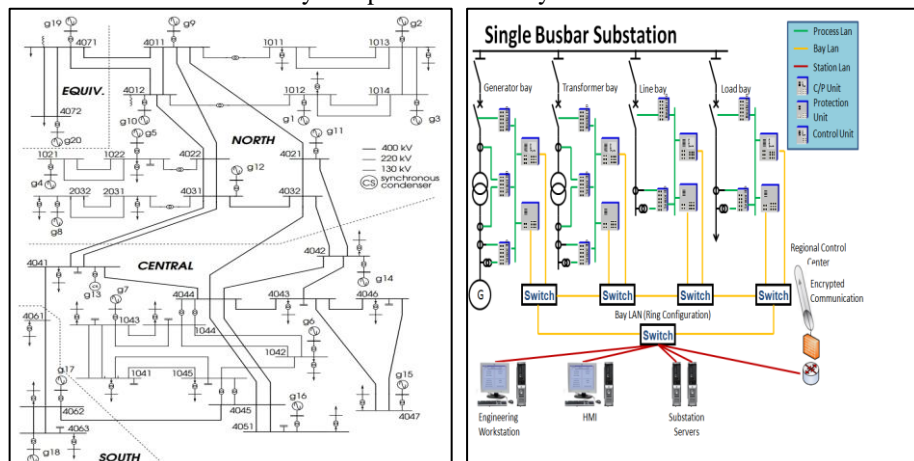 g19
g9
g2
4071
4011
1011
1013
EQUIV.
4012
1012
1014
4072
g10
g1
g3
g20
g5
NORTH
g11
1021
1022
4022
g12
4021
400 kV
220 kV
130 kV
CS synchronous
condenser
g4
2032
2031
4031
4032
g8
4041
CENTRAL
4042
g13
g7
4044
4043
4046
g14
4061
1043
1044
g6
1042
g17
1041
1045
g15
4062
4045
g16
4047
4063
4051
g18
SOUTH
Single Busbar Substation
Process Lan
Bay Lan
Station Lan
C/P Unit
Protection
Unit
Control Unit
Generator bay
Transformer bay
Line bay
Load bay
Regional Control
Center
Encrypted
Communication
G
Switch
Switch
Switch
Switch
Bay LAN (Ring Configuration)
Switch
Engineering
Workstation
HMI
Substation
Servers